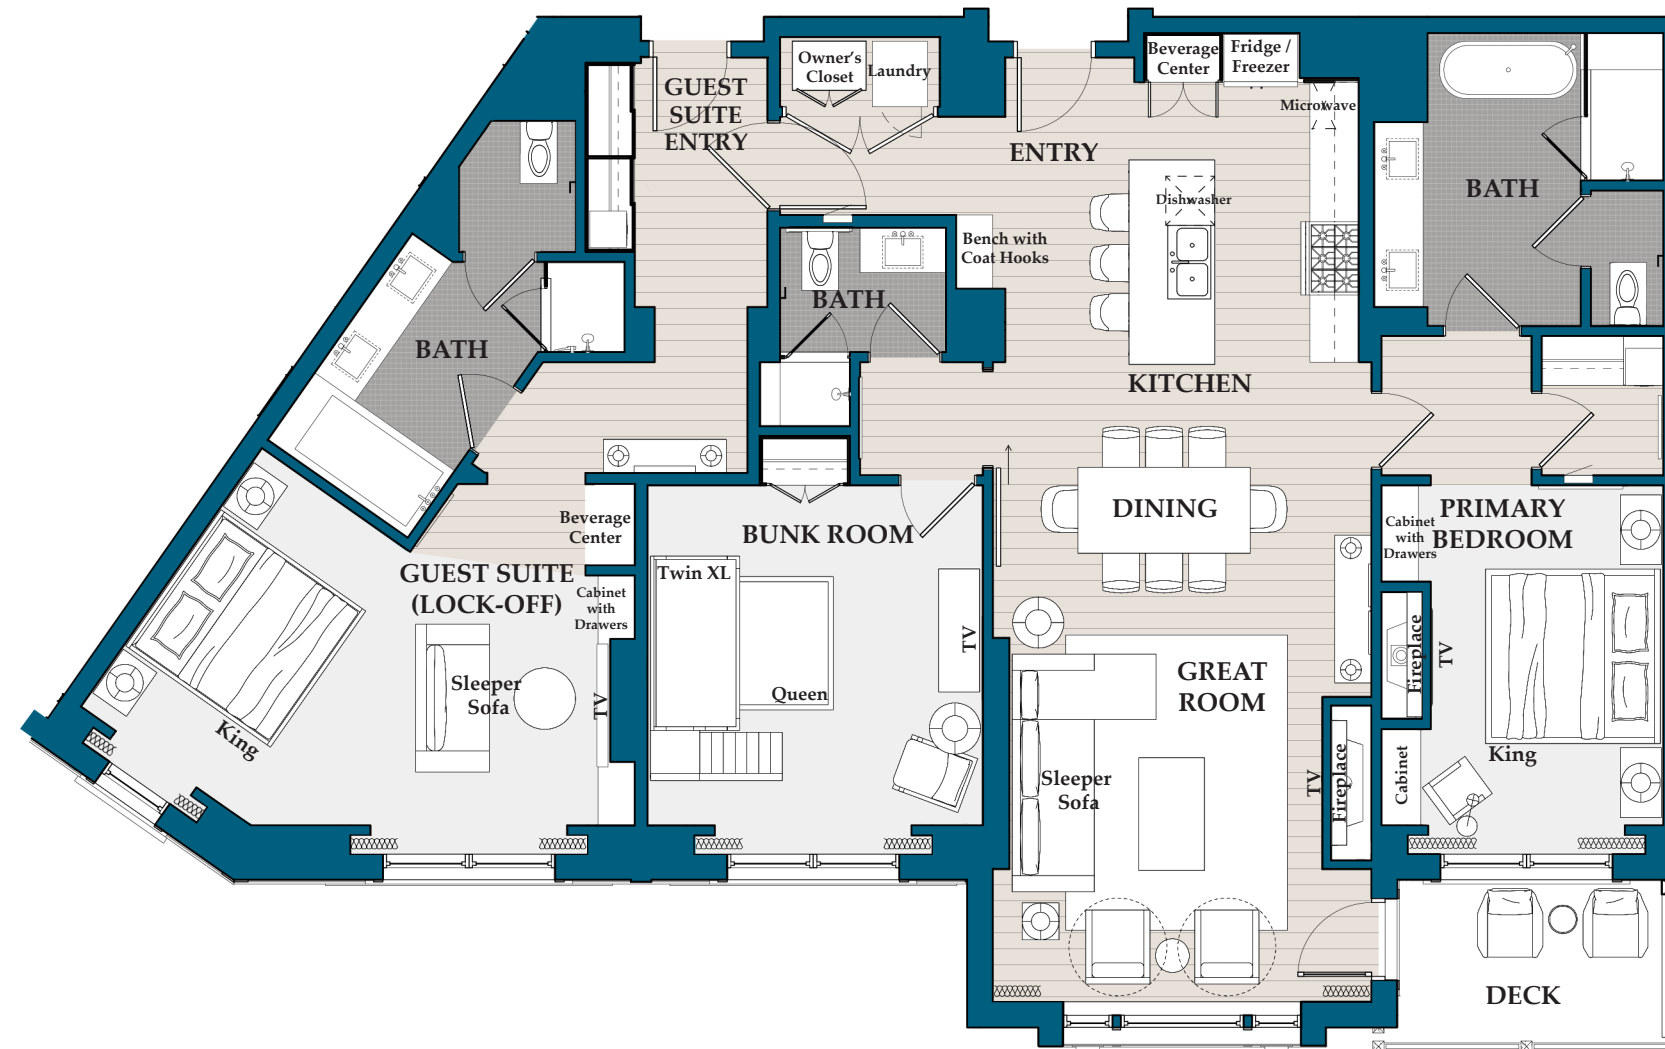 Owner's
Closet
Laundry
GUEST
SUITE
ENTRY
ENTRY
Beverage
Center
Fridge /
Freezer
Microwave
Dishwasher
BATH
Bench with
Coat Hooks
BATH
BATH
KITCHEN
DINING
BUNK ROOM
Beverage
Center
PRIMARY
BEDROOM
Cabinet
with
Drawers
GUEST SUITE
(LOCK-OFF)
Cabinet
with
Drawers
Twin XL
TV
Queen
Sleeper
Sofa
TV
King
GREAT
ROOM
Fireplace
TV
Sleeper
Sofa
TV
Fireplace
Cabinet
King
DECK